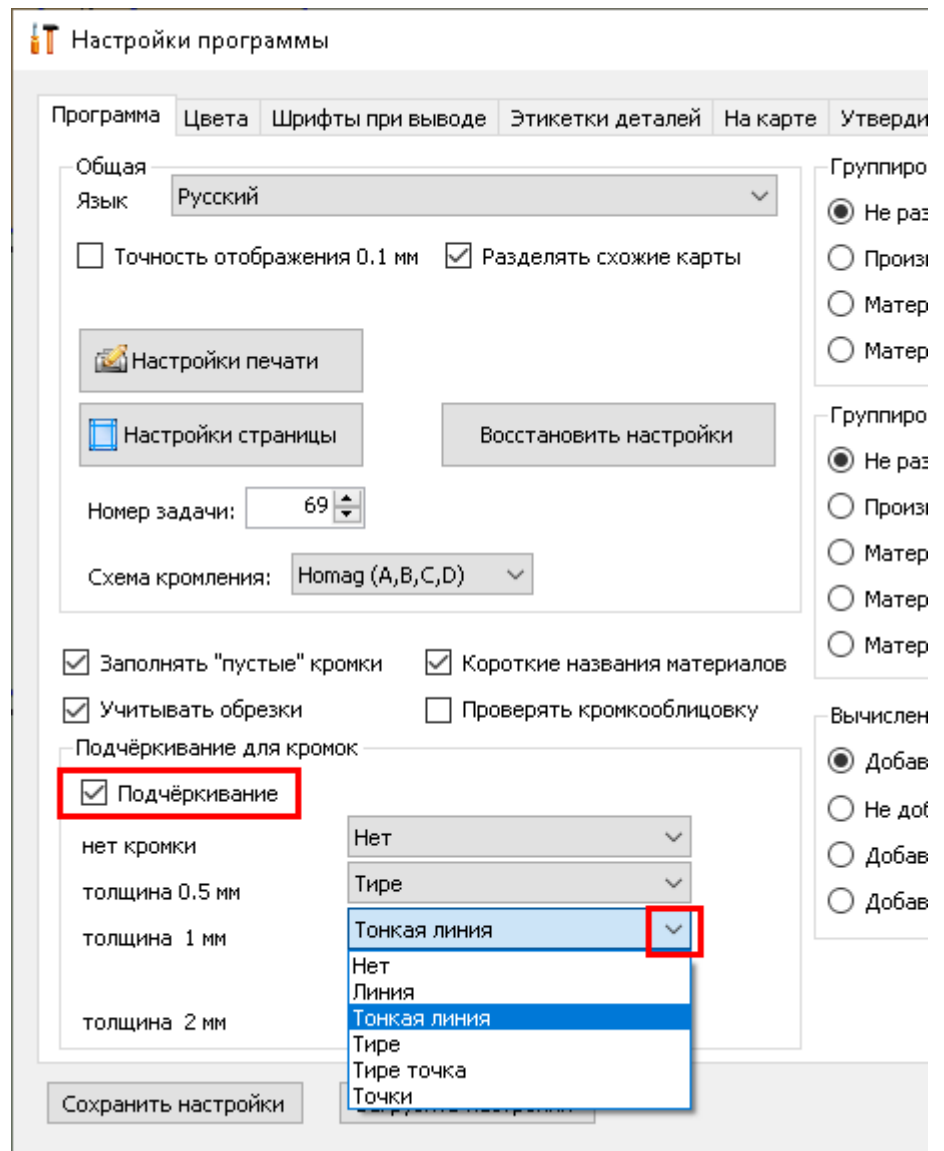 Настройки программы
Программа Цвета Шрифты при выводе Этикетки деталей На карте Утверди
Общая
Язык Русский
Точность отображения 0.1 мм Разделять схожие карты
Настройки печати
Настройки страницы Восстановить настройки
Номер задачи: 69
Схема кромления: Homag (A,B,C,D)
Заполнять "пустые" кромки Короткие названия материалов
Учитывать обрезки Проверять кромкооблицовку
Подчёркивание для кромок
Подчёркивание
нет кромки Нет
толщина 0.5 мм Тире
толщина 1 мм Тонкая линия
Нет
Линия
Тонкая линия
толщина 2 мм
Тире
Тире точка
Точки
Сохранить настройки
Группиро
Не раз
Произв
Матер
Матер
Группиро
Не раз
Произв
Матер
Матер
Матер
Вычислен
Добав
Не доб
Добав
Добав